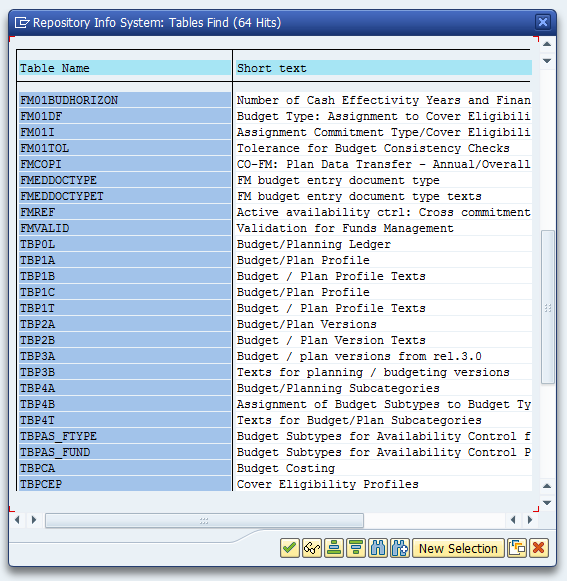 Repository Info System: Tables Find (64 Hits)
Table Name Short text
FM01BUDHORIZON Number of Cash Effectivity Years and Finan
FM01DF Budget Type: Assignment to Cover Eligibili
FM01I Assignment Commitment Type/Cover Eligibili
FM01TOL Tolerance for Budget Consistency Checks
FMCOPI CO-FM: Plan Data Transfer - Annual/Overall
FMEDDOCTYPE FM budget entry document type
FMEDDOCTYPET FM budget entry document type texts
FMREF Active availability ctrl: Cross commitment
FMVALID Validation for Funds Management
TBP0L Budget/Planning Ledger
TBP1A Budget/Plan Profile
TBP1B Budget / Plan Profile Texts
TBP1C Budget/Plan Profile
TBP1T Budget / Plan Profile Texts
TBP2A Budget/Plan Versions
TBP2B Budget / Plan Version Texts
TBP3A Budget / plan versions from rel.3.0
TBP3B Texts for planning / budgeting versions
TBP4A Budget/Planning Subcategories
TBP4B Assignment of Budget Subtypes to Budget Ty
TBP4T Texts for Budget/Plan Subcategories
TBPAS_FTYPE Budget Subtypes for Availability Control f
TBPAS_FUND Budget Subtypes for Availability Control P
TBPCA Budget Costing
TBPCEP Cover Eligibility Profiles
New Selection